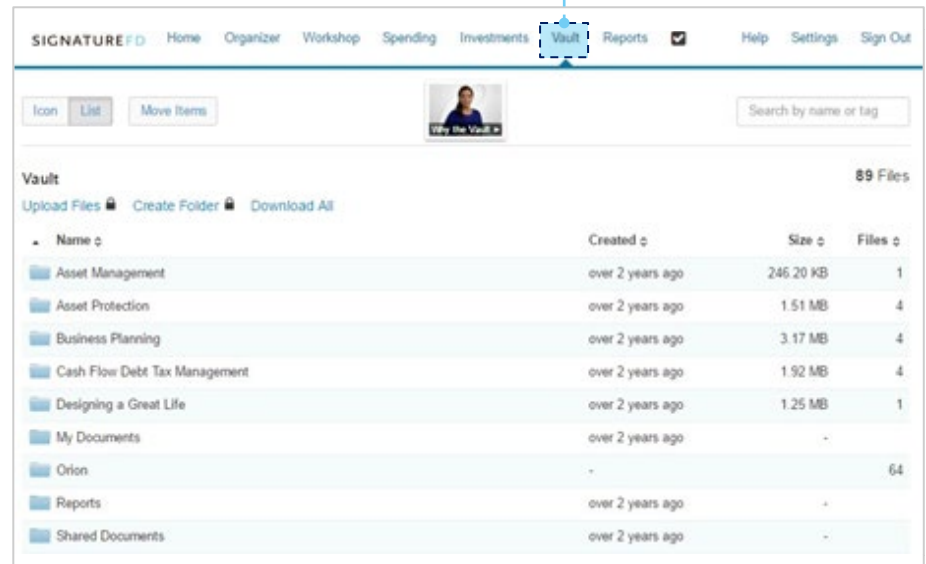 SIGNATUREFD Home Organizer Workshop Spending Investments Vault Reports Help Settings Sign Out
Icon List Move Items Why the Vault Search by name or tag
Vault 89 Files
Upload Files Create Folder Download All
Name Created Size Files
Asset Management over 2 years ago 246.20 KB 1
Asset Protection over 2 years ago 1.51 MB 4
Business Planning over 2 years ago 3.17 MB 4
Cash Flow Debt Tax Management over 2 years ago 1.92 MB 4
Designing a Great Life over 2 years ago 1.25 MB 1
My Documents over 2 years ago -
Orion - 64
Reports over 2 years ago -
Shared Documents over 2 years ago -